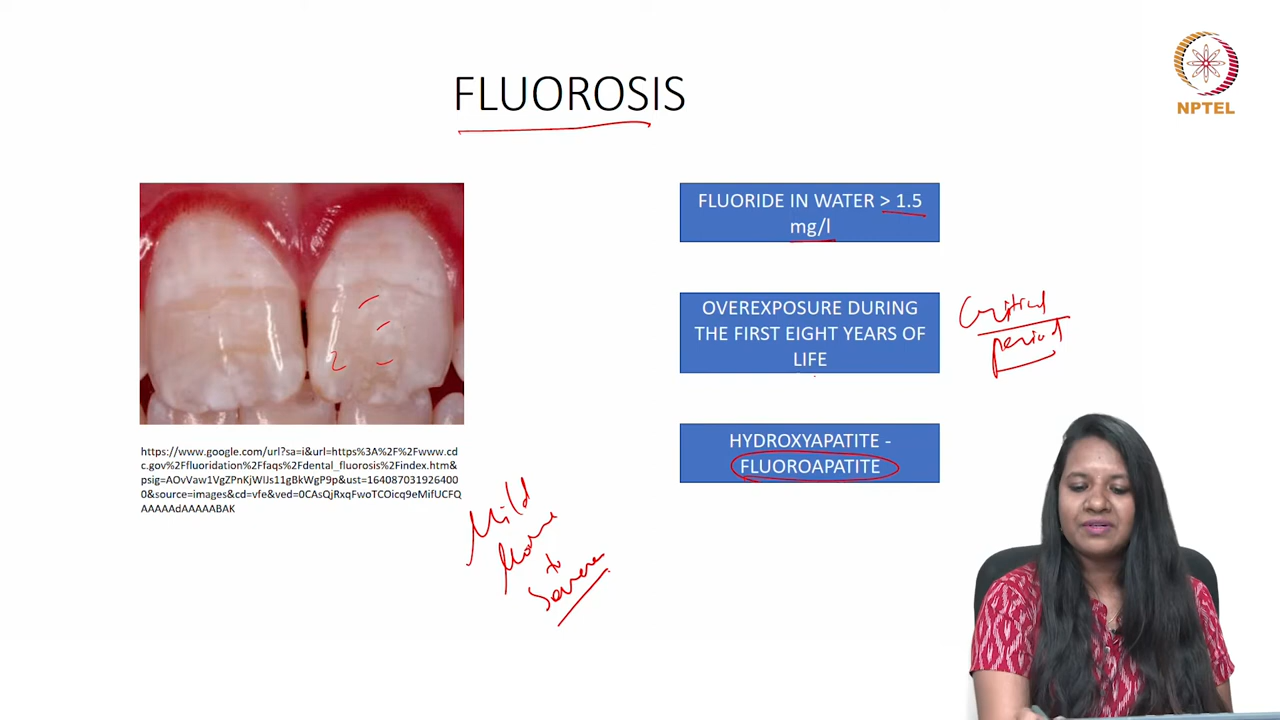 FLUOROSIS
NPTEL
FLUORIDE IN WATER > 1.5
mg/l
OVEREXPOSURE DURING
THE FIRST EIGHT YEARS OF
LIFE
Critical
period
HYDROXYAPATITE -
FLUOROAPATITE
https://www.google.com/url?sa=i&url=https%3A%2F%2Fwww.cd
c.gov%2Ffluoridation%2Ffaqs%2Fdental_fluorosis%2Findex.htm&
psig=AOvVaw1VgZPnKjWIJs11gBkWgP9p&ust=164087031926400
0&source=images&cd=vfe&ved=0CAsQjRxqFwoTCOicq9eMifUCFQ
AAAAAdAAAAABAK
Mild
to
Severe